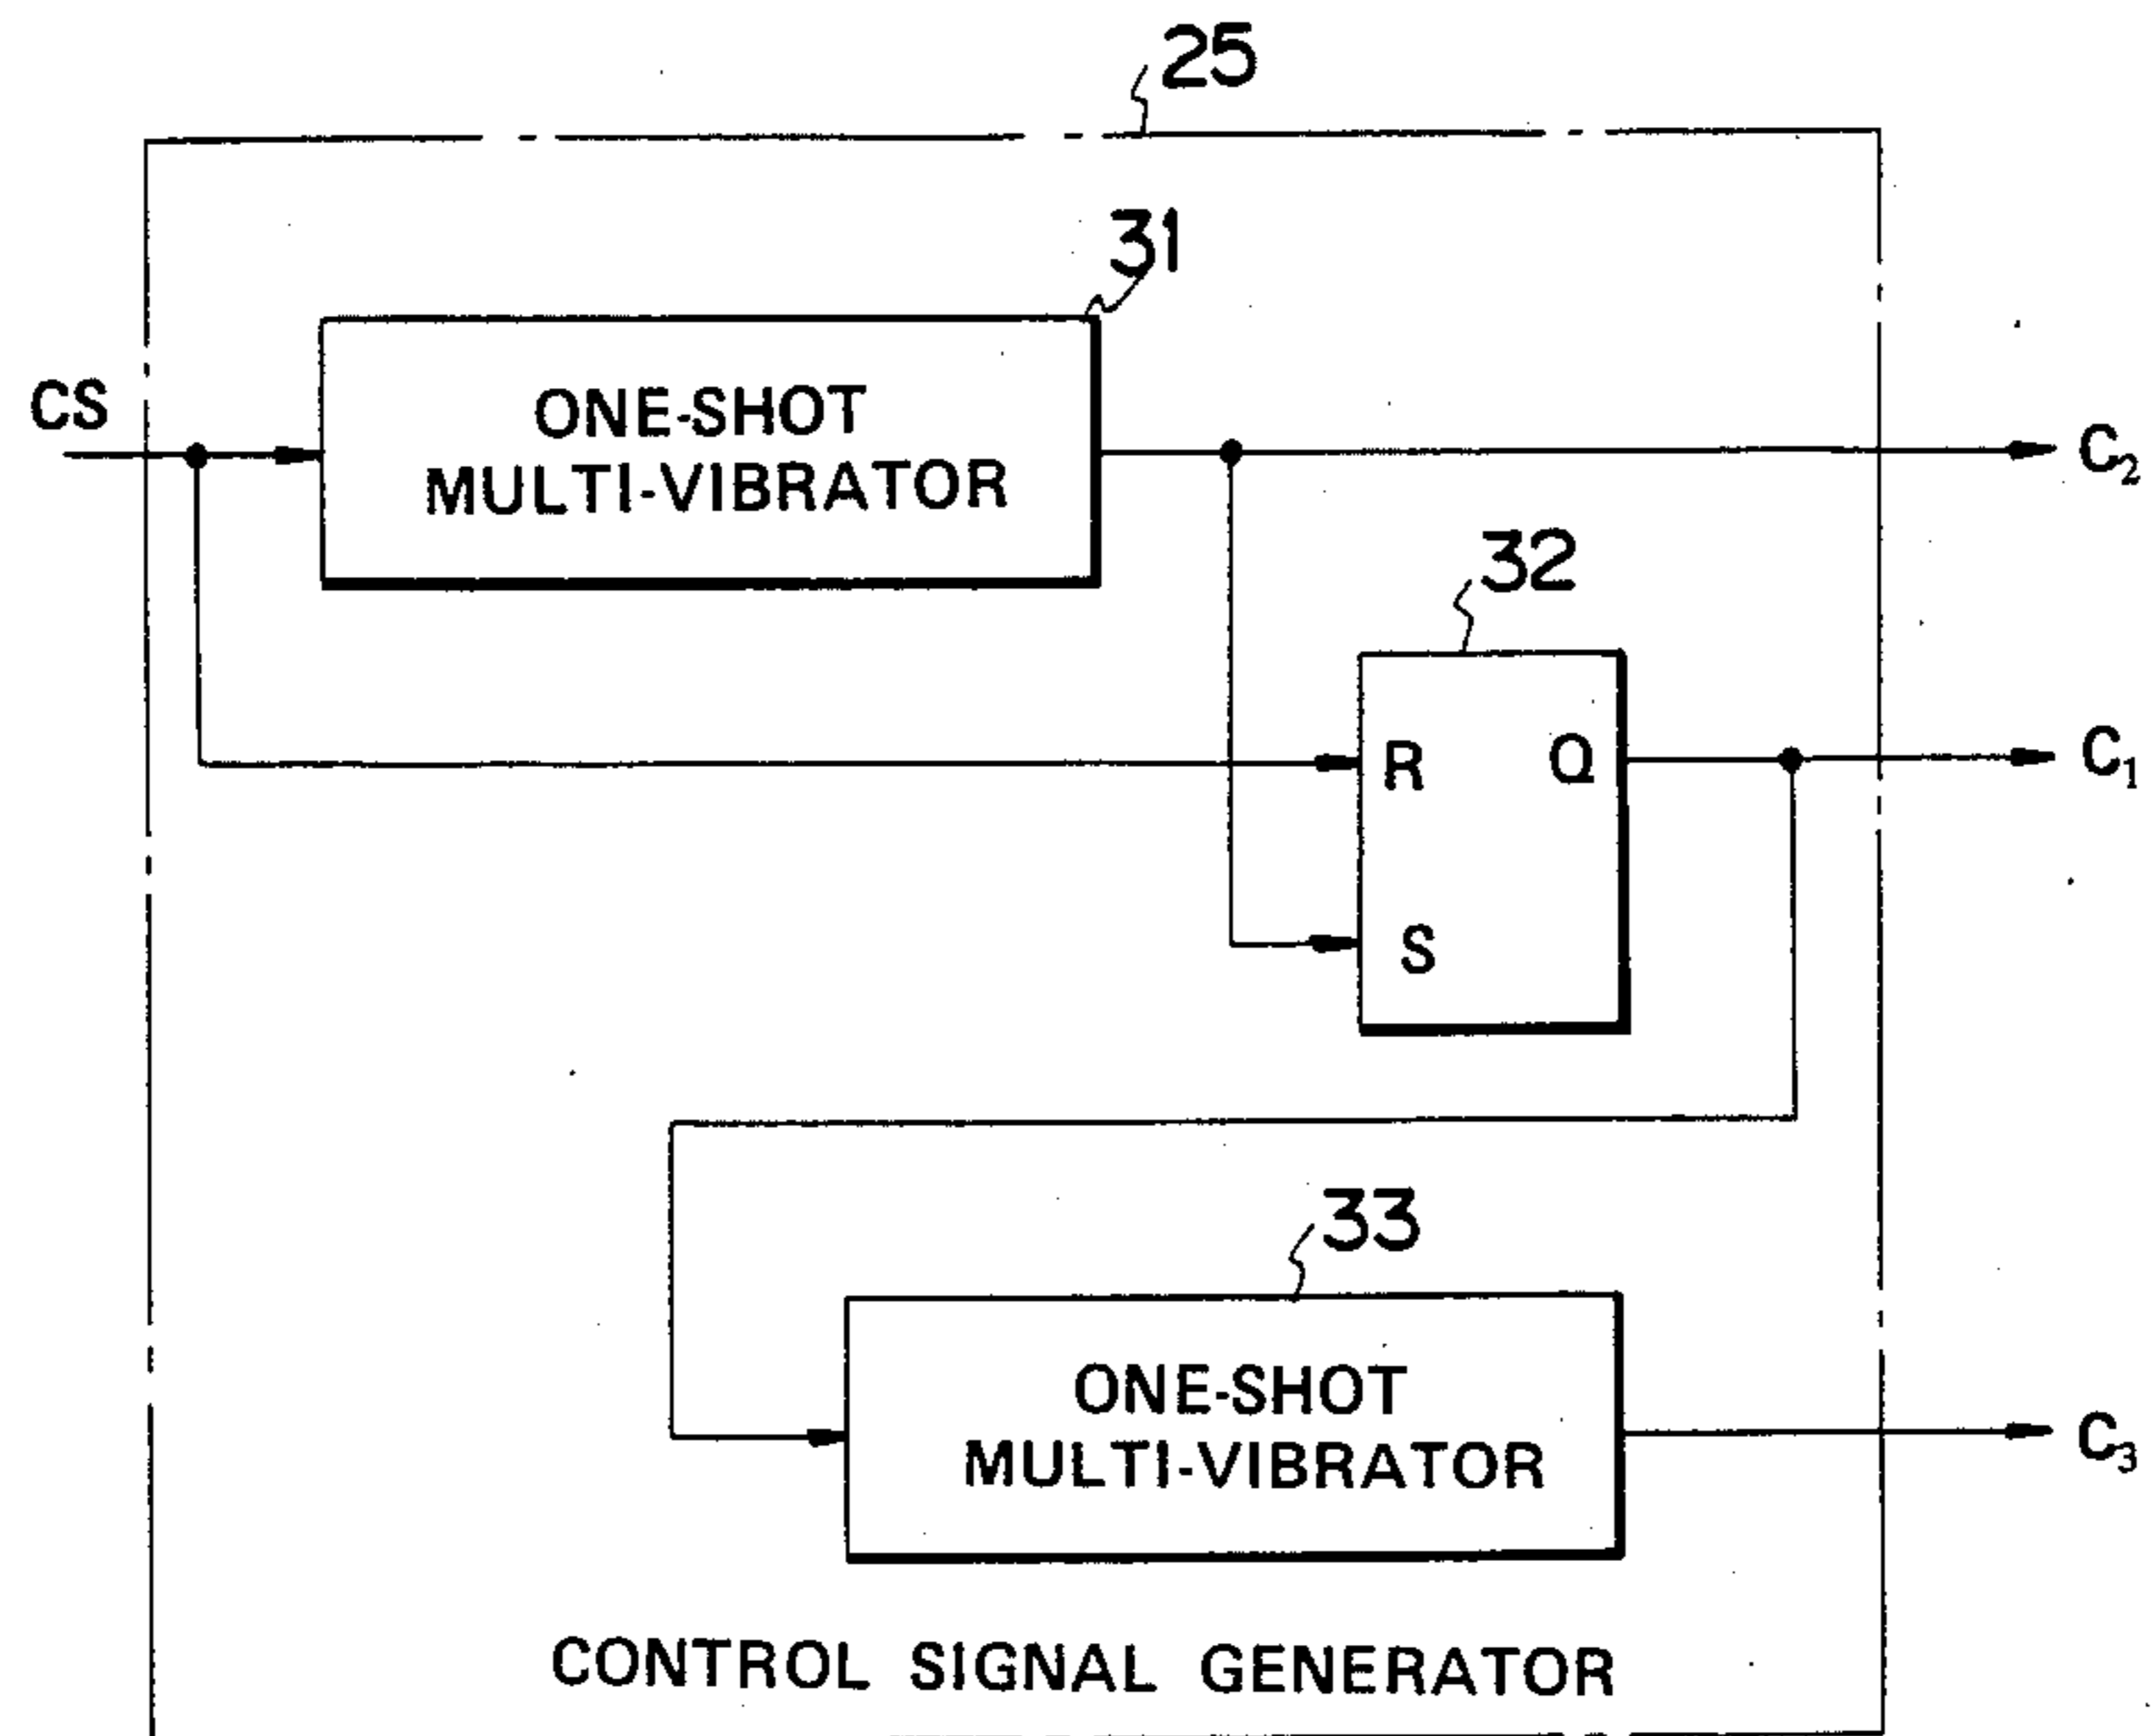 25
31
CS
ONE-SHOT
MULTI-VIBRATOR
C2
32
R
Q
C1
S
33
ONE-SHOT
MULTI-VIBRATOR
C3
CONTROL SIGNAL GENERATOR